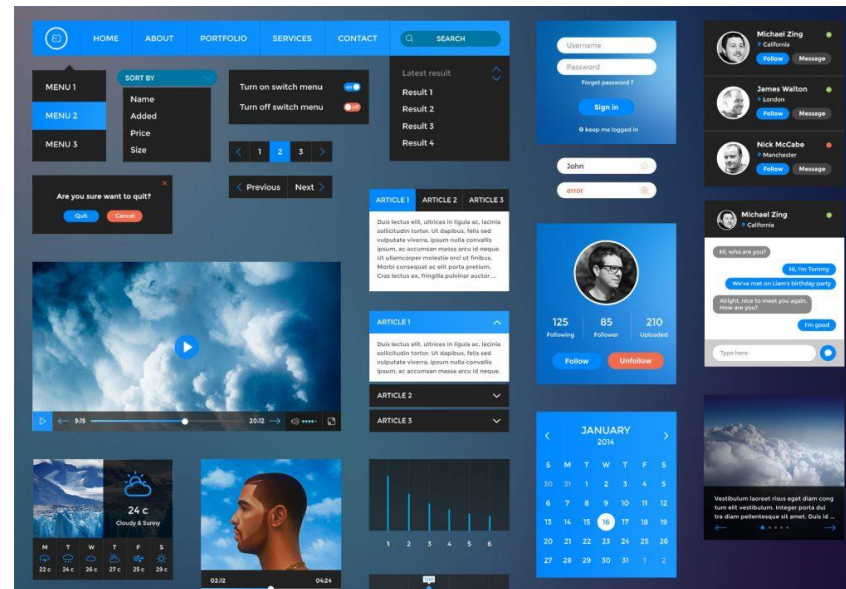 HOME ABOUT PORTFOLIO SERVICES CONTACT
SEARCH
MENU 1
MENU 2
MENU 3
SORT BY
Name
Added
Price
Size
Turn on switch menu
on
Turn off switch menu
off
1 2 3
Previous Next
Latest result
Result 1
Result 2
Result 3
Result 4
Are you sure want to quit?
Quit Cancel
ARTICLE 1 ARTICLE 2 ARTICLE 3
Duis lectus elit, ultrices in ligula ac, lacinia
sollicitudin tortor. Ut dapibus, felis sed
vulputate viverra, ipsum nulla convallis
ipsum, ac accumsan massa arcu id neque.
Ut ullamcorper molestie orci ut finibus.
Morbi consequat ac elit porta pretium.
Cras lectus ex, fringilla pulvinar auctor ...
9:15 20:12
ARTICLE 1
Duis lectus elit, ultrices in ligula ac, lacinia
sollicitudin tortor. Ut dapibus, felis sed
vulputate viverra, ipsum nulla convallis
ipsum, ac accumsan massa arcu id neque.
ARTICLE 2
ARTICLE 3
24 c
Cloudy & Sunny
M T W T F S
22 c 24 c 26 c 27 c 25 c 29 c
02:12 04:24
1 2 3 4 5 6
Username
Password
Forget password ?
Sign in
keep me logged in
John
error
125 85 210
Following Follower Uploaded
Follow Unfollow
JANUARY
2014
S M T W T F S
30 31 1 2 3 4 5
6 7 8 9 10 11 12
13 14 15 16 17 18 19
20 21 22 23 24 25 26
27 28 29 30 31 1 2
Michael Zing
California
Follow Message
James Walton
London
Follow Message
Nick McCabe
Manchester
Follow Message
Michael Zing
California
Hi, who are you?
Hi, I'm Tommy
We've met on Liam's birthday party
Alright, nice to meet you again.
How are you?
I'm good
Type here
Vestibulum laoreet risus eget diam cong
tum elit vestibulum. Integer porta dui
tra diam pellentesque sit amet. Duis id ...